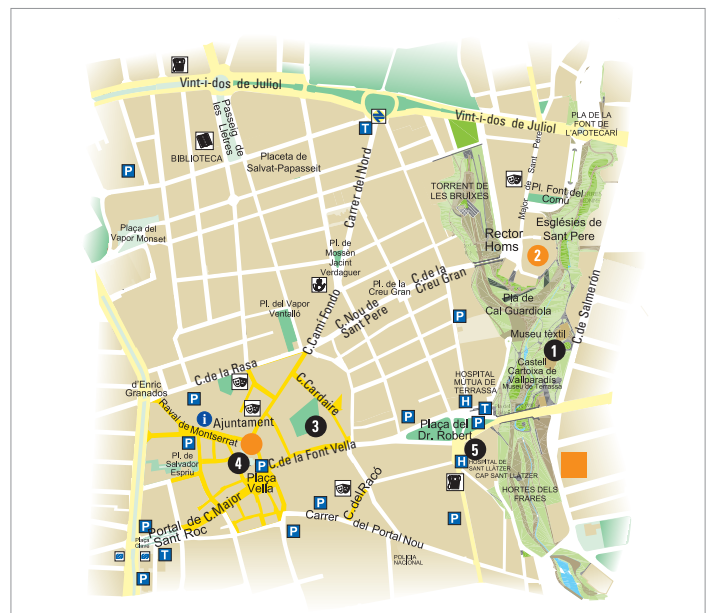 Vint-i-dos de Juliol
Passeig de
les Lletres
BIBLIOTECA
Placeta de
Salvat-Papasseit
P
T
Carrer del Nord
Vint-i-dos de Juliol
PLA DE LA
FONT DE
L'APOTECARÍ
TORRENT DE
LES BRUIXES
Major de Sant Pere
Pl. Font del
Comú
Esglésies de
Sant Pere
Rector
Homs
2
Plaça del
Vapor Monset
Pl. de
Mossèn
Jacint
Verdaguer
Pl. de la
Creu Gran
C. de la
Creu Gran
Pla de
Cal Guardiola
C. de Salmerón
Pl. del Vapor
Ventalló
C.Camí Fondo
C.Nou de
Sant Pere
P
Museu tèxtil
1
Castell
Cartoixa de
Vallparadís
Museu de Terrassa
C.de la Rasa
d'Enric
Granados
C.Cardaire
HOSPITAL
MUTUA DE
TERRASSA
H
T
P
P
P
P
i
Ajuntament
Raval de Montserrat
3
Plaça del
Dr. Robert
P
Pl. de
Salvador
Espriu
4
P
C.de la Font Vella
5
H
HOSPITAL DE
SANT LLÀTZER
CAP SANT LLÀTZER
Plaça
Vella
C.del Racó
HORTES DELS
FRARES
C.Major
Portal de
Sant Roc
P
P
P
P
Carrer del Portal Nou
Plaça
Clavé
T
POLICIA
NACIONAL
P